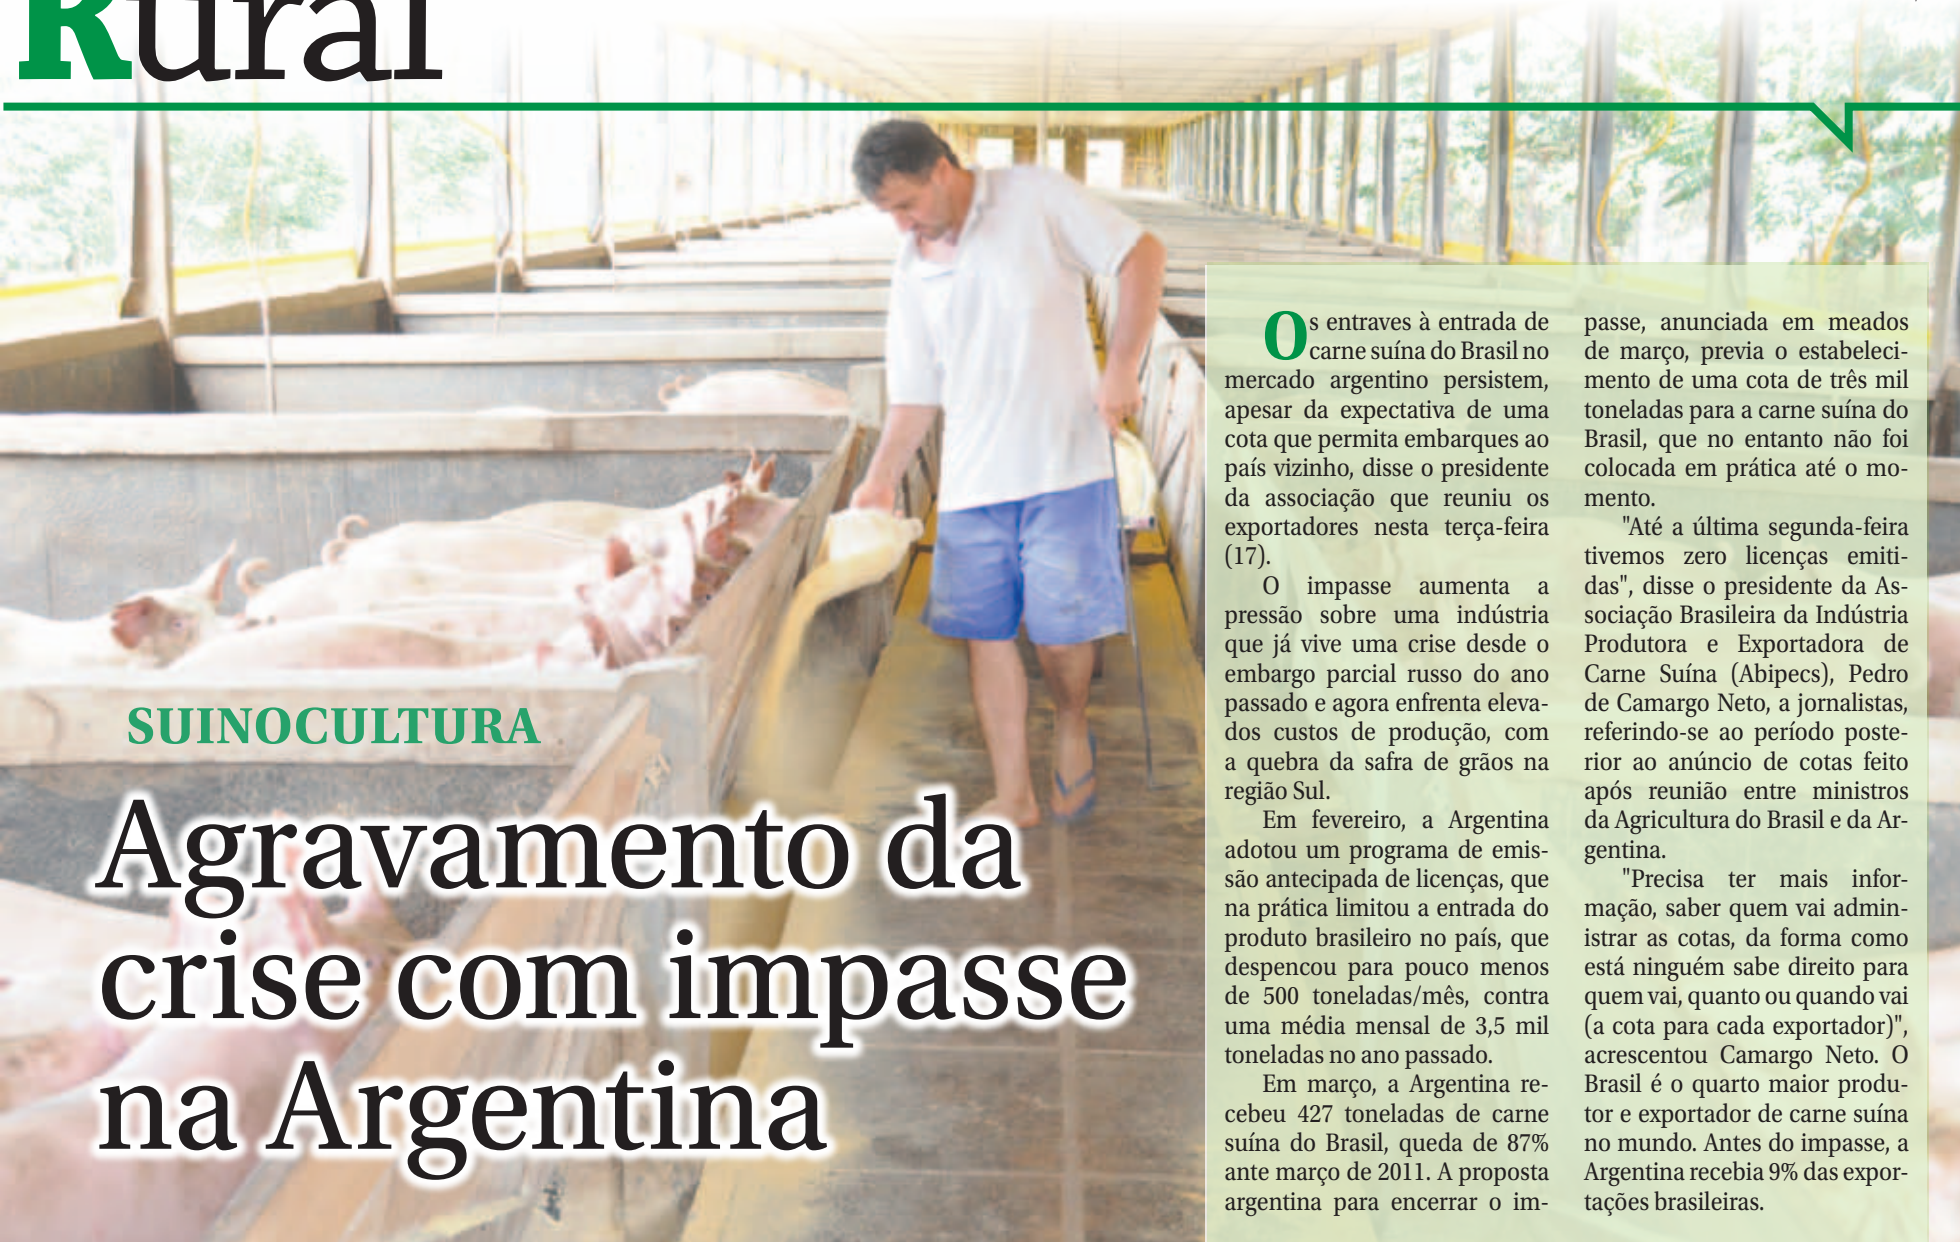 Rural
SUINOCULTURA
Agravamento da
crise com impasse
na Argentina
Os entraves à entrada de
carne suína do Brasil no
mercado argentino persistem,
apesar da expectativa de uma
cota que permita embarques ao
país vizinho, disse o presidente
da associação que reuniu os
exportadores nesta terça-feira
(17).
O impasse aumenta a
pressão sobre uma indústria
que já vive uma crise desde o
embargo parcial russo do ano
passado e agora enfrenta eleva-
dos custos de produção, com
a quebra da safra de grãos na
região Sul.
Em fevereiro, a Argentina
adotou um programa de emis-
são antecipada de licenças, que
na prática limitou a entrada do
produto brasileiro no país, que
despencou para pouco menos
de 500 toneladas/mês, contra
uma média mensal de 3,5 mil
toneladas no ano passado.
Em março, a Argentina re-
cebeu 427 toneladas de carne
suína do Brasil, queda de 87%
ante março de 2011. A proposta
argentina para encerrar o im-
passe, anunciada em meados
de março, previa o estabeleci-
mento de uma cota de três mil
toneladas para a carne suína do
Brasil, que no entanto não foi
colocada em prática até o mo-
mento.
"Até a última segunda-feira
tivemos zero licenças emiti-
das", disse o presidente da As-
sociação Brasileira da Indústria
Produtora e Exportadora de
Carne Suína (Abipecs), Pedro
de Camargo Neto, a jornalistas,
referindo-se ao período poste-
rior ao anúncio de cotas feito
após reunião entre ministros
da Agricultura do Brasil e da Ar-
gentina.
"Precisa ter mais infor-
mação, saber quem vai admin-
istrar as cotas, da forma como
está ninguém sabe direito para
quem vai, quanto ou quando vai
(a cota para cada exportador)",
acrescentou Camargo Neto. O
Brasil é o quarto maior produ-
tor e exportador de carne suína
no mundo. Antes do impasse, a
Argentina recebia 9% das expor-
tações brasileiras.